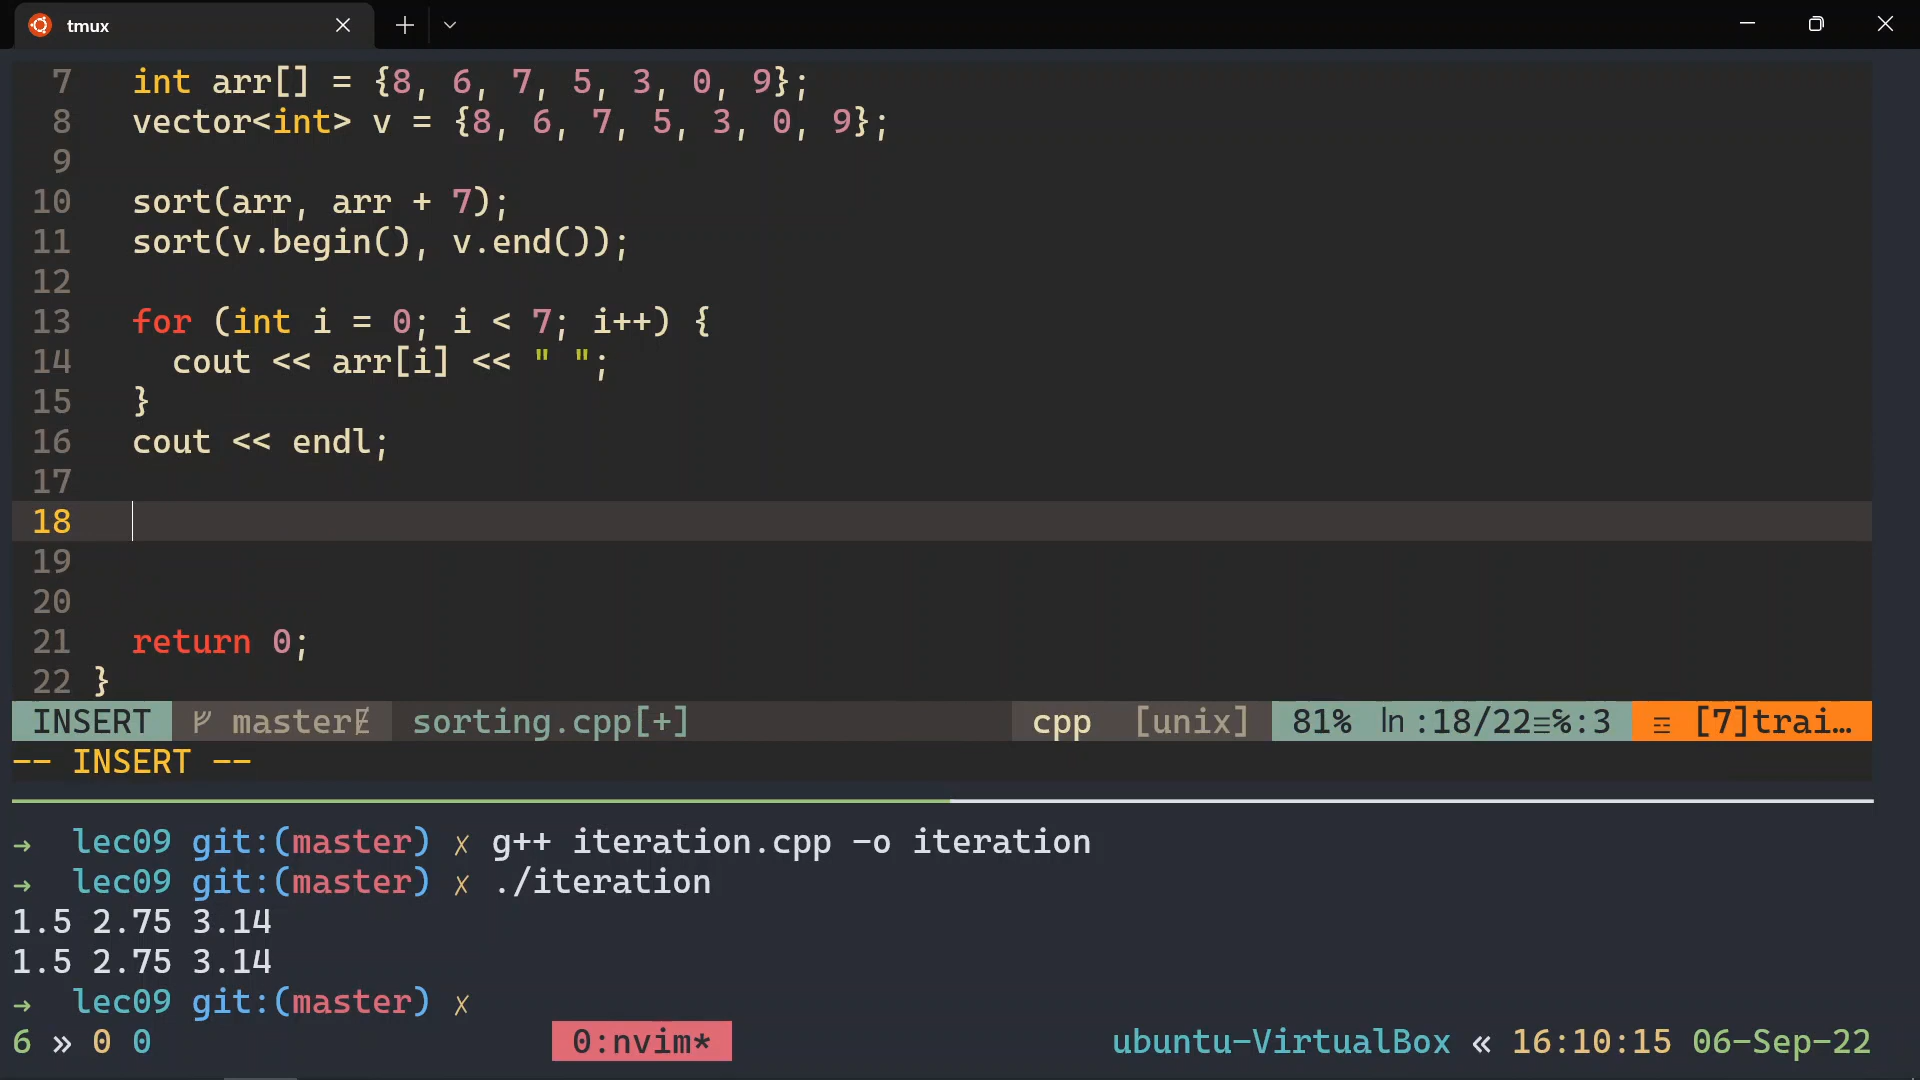 tmux
7 int arr[] = {8, 6, 7, 5, 3, 0, 9};
8 vector<int> v = {8, 6, 7, 5, 3, 0, 9};
9
10 sort(arr, arr + 7);
11 sort(v.begin(), v.end());
12
13 for (int i = 0; i < 7; i++) {
14 cout << arr[i] << " ";
15 }
16 cout << endl;
17
18
19
20
21 return 0;
22 }
INSERT master sorting.cpp[+] cpp [unix] 81% ln :18/22≡%:3 ☲ [7]trai…
-- INSERT --
→ lec09 git:(master) ✗ g++ iteration.cpp -o iteration
→ lec09 git:(master) ✗ ./iteration
1.5 2.75 3.14
1.5 2.75 3.14
→ lec09 git:(master) ✗
6 » 0 0 0:nvim* ubuntu-VirtualBox « 16:10:15 06-Sep-22